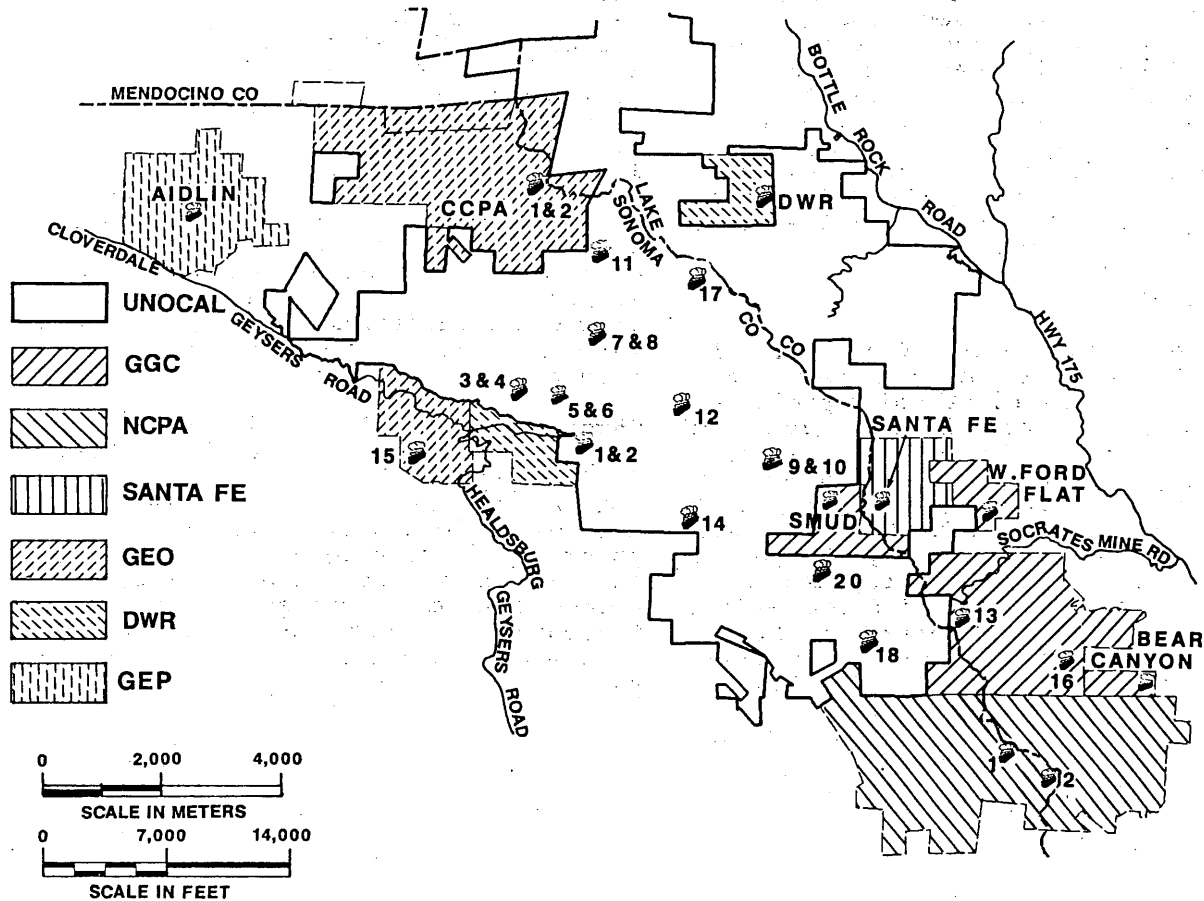 MENDOCINO CO
BOTTLE ROCK ROAD
HWY 175
AIDLIN
CCPA
1 & 2
LAKE CO
SONOMA CO
DWR
CLOVERDALE GEYSERS ROAD
11
17
7 & 8
3 & 4
5 & 6
12
1 & 2
15
9 & 10
SANTA FE
W. FORD FLAT
SMUD
14
SOCRATES MINE RD
HEALDSBURG GEYSERS ROAD
20
13
18
BEAR CANYON
16
1
2
UNOCAL
GGC
NCPA
SANTA FE
GEO
DWR
GEP
0 2,000 4,000
SCALE IN METERS
0 7,000 14,000
SCALE IN FEET